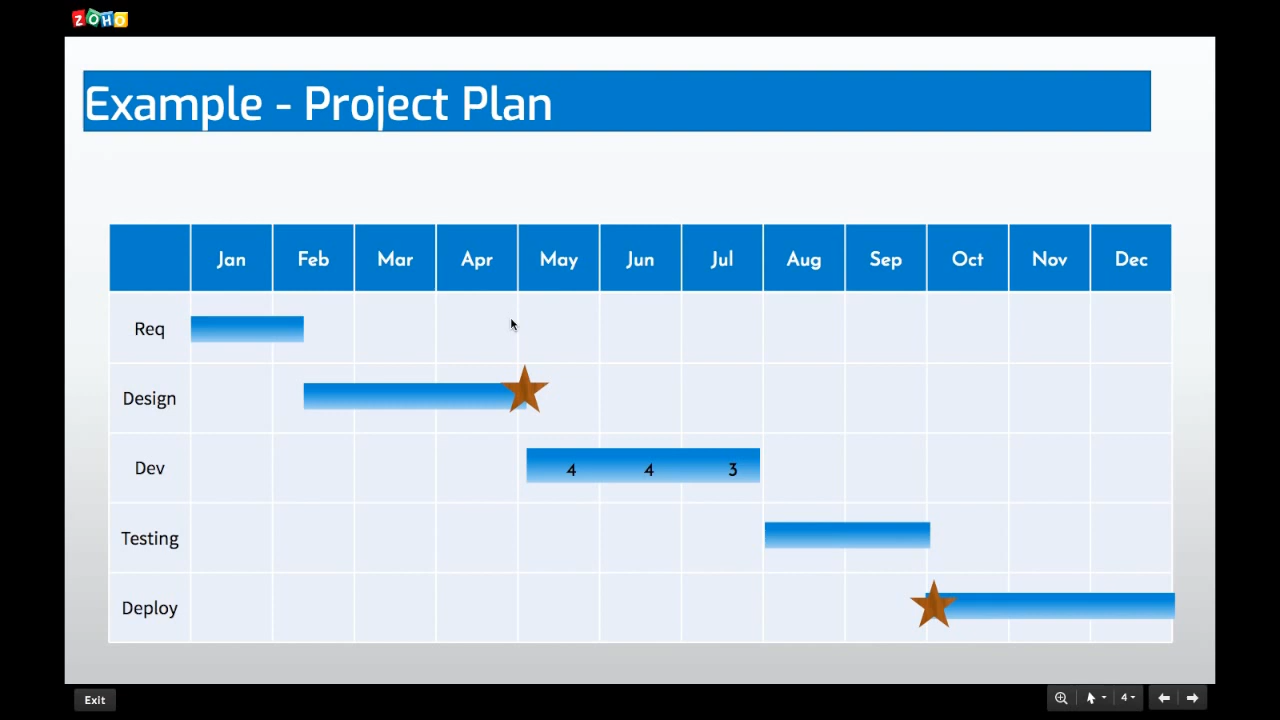 ZOHO
Example - Project Plan
Jan Feb Mar Apr May Jun Jul Aug Sep Oct Nov Dec
Req
Design
Dev 4 4 3
Testing
Deploy
Exit 4